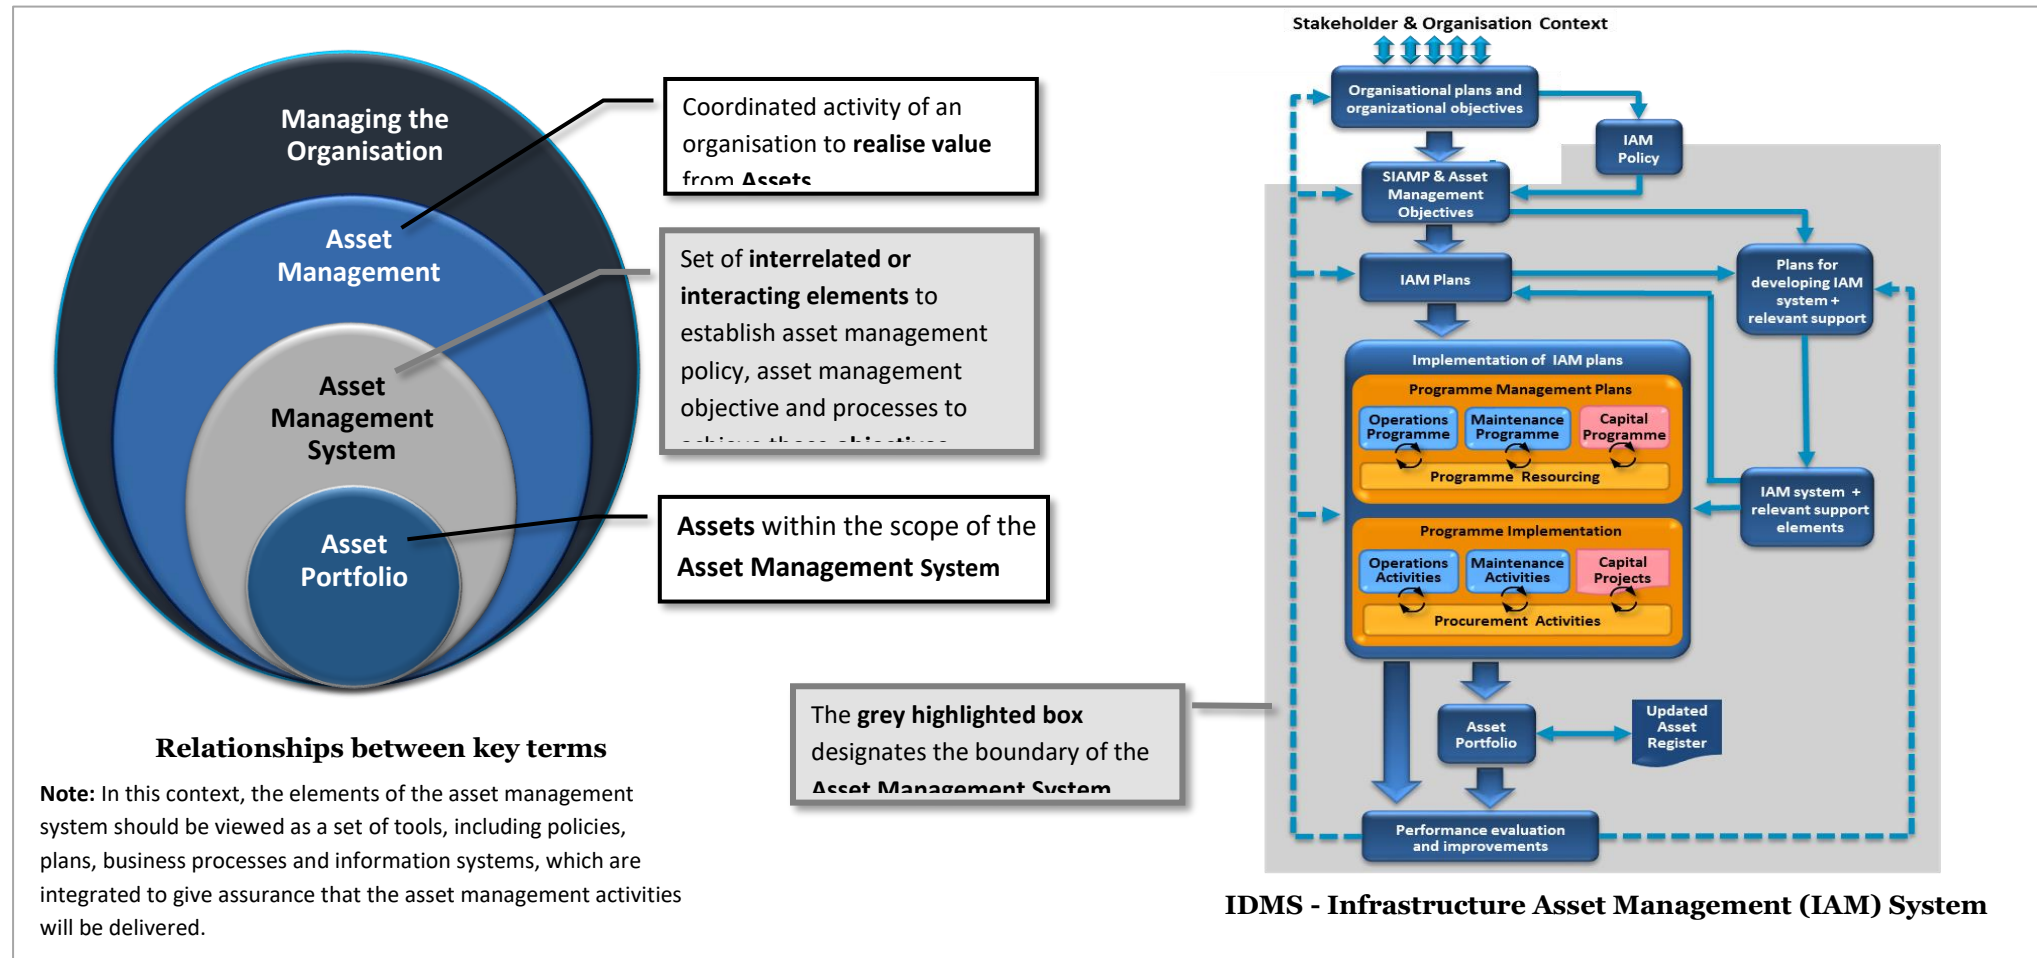 Managing the
Organisation
Asset
Management
Asset
Management
System
Asset
Portfolio
Coordinated activity of an
organisation to realise value
from Assets
Set of interrelated or
interacting elements to
establish asset management
policy, asset management
objective and processes to
achieve those objectives
Assets within the scope of the
Asset Management System
The grey highlighted box
designates the boundary of the
Asset Management System
Relationships between key terms
Note: In this context, the elements of the asset management
system should be viewed as a set of tools, including policies,
plans, business processes and information systems, which are
integrated to give assurance that the asset management activities
will be delivered.
Stakeholder & Organisation Context
Organisational plans and
organizational objectives
IAM
Policy
SIAMP & Asset
Management
Objectives
IAM Plans
Plans for
developing IAM
system +
relevant support
Implementation of IAM plans
Programme Management Plans
Operations
Programme
Maintenance
Programme
Capital
Programme
Programme Resourcing
IAM system +
relevant support
elements
Programme Implementation
Operations
Activities
Maintenance
Activities
Capital
Projects
Procurement Activities
Asset
Portfolio
Updated
Asset
Register
Performance evaluation
and improvements
IDMS - Infrastructure Asset Management (IAM) System